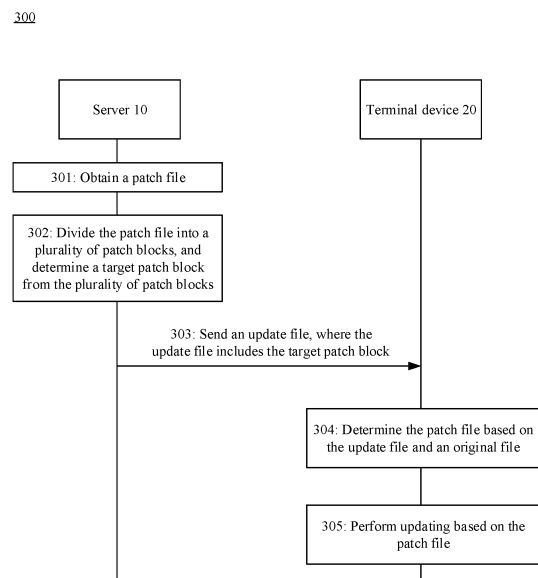 300
Server 10
Terminal device 20
301: Obtain a patch file
302: Divide the patch file into a
plurality of patch blocks, and
determine a target patch block
from the plurality of patch blocks
303: Send an update file, where the
update file includes the target patch block
304: Determine the patch file based on
the update file and an original file
305: Perform updating based on the
patch file